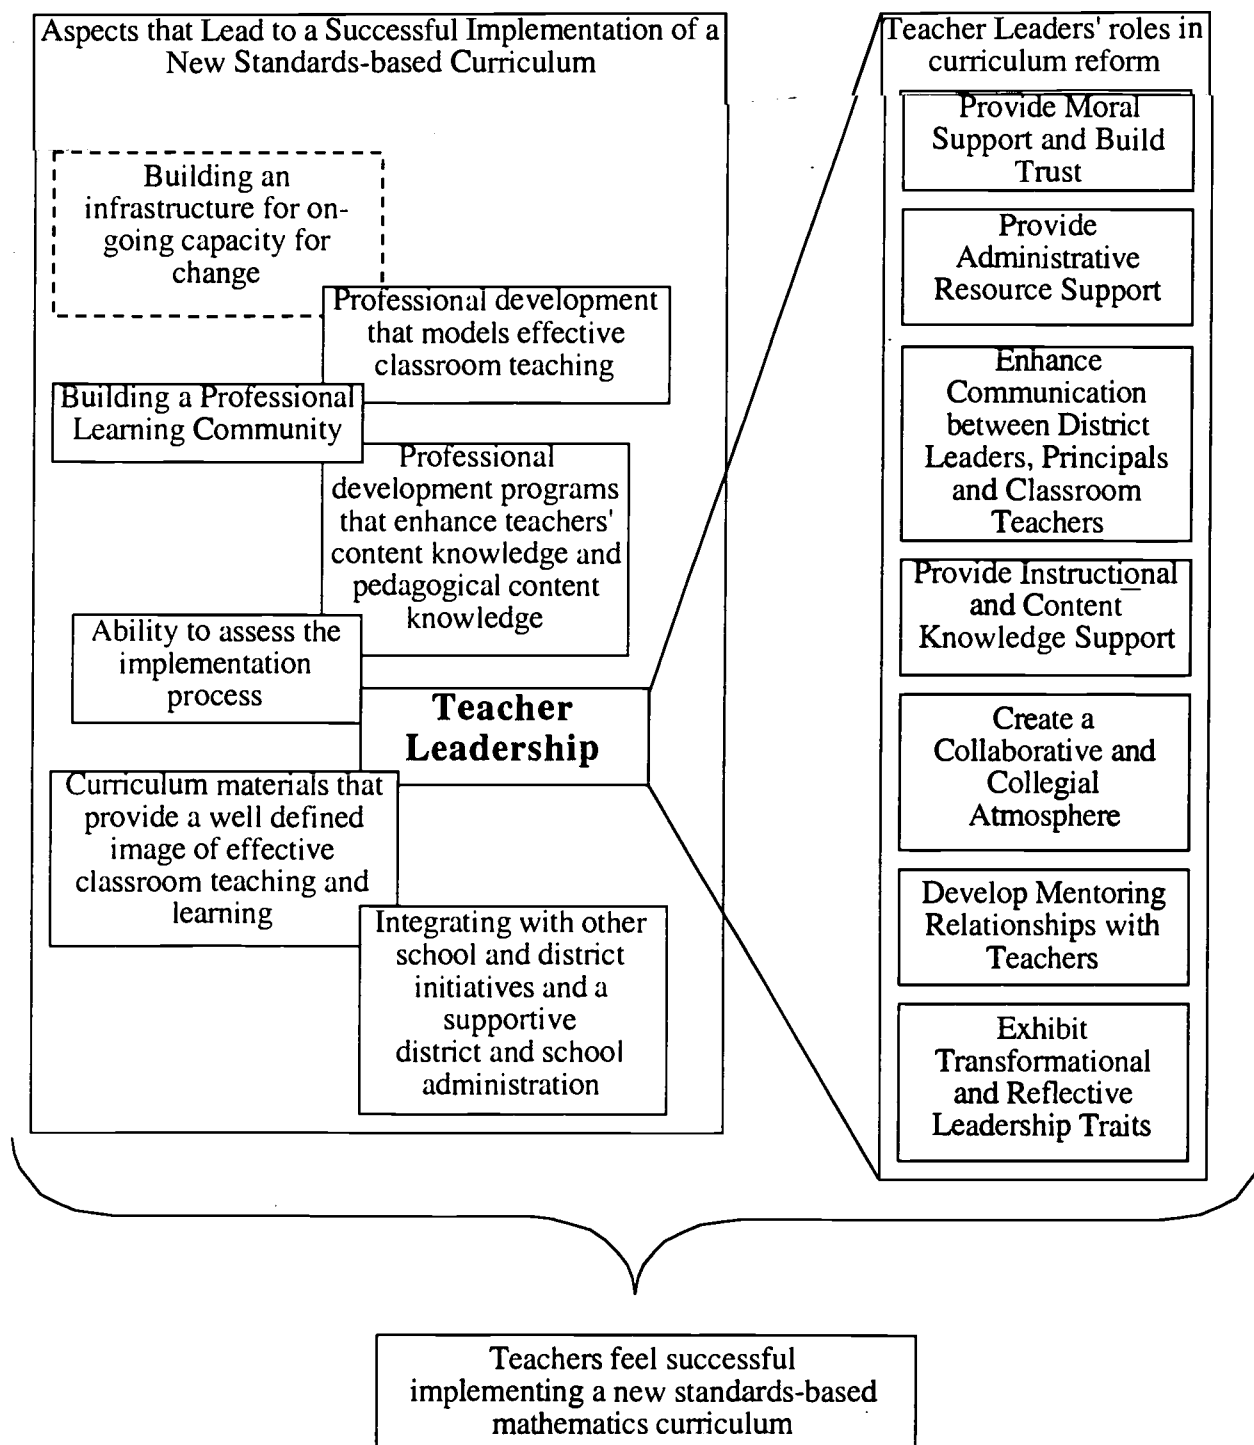 Aspects that Lead to a Successful Implementation of a
New Standards-based Curriculum
Building an
infrastructure for on-
going capacity for
change
Professional development
that models effective
classroom teaching
Building a Professional
Learning Community
Professional
development programs
that enhance teachers'
content knowledge and
pedagogical content
knowledge
Ability to assess the
implementation
process
Teacher
Leadership
Curriculum materials that
provide a well defined
image of effective
classroom teaching and
learning
Integrating with other
school and district
initiatives and a
supportive
district and school
administration
Teacher Leaders' roles in
curriculum reform
Provide Moral
Support and Build
Trust
Provide
Administrative
Resource Support
Enhance
Communication
between District
Leaders, Principals
and Classroom
Teachers
Provide Instructional
and Content
Knowledge Support
Create a
Collaborative and
Collegial
Atmosphere
Develop Mentoring
Relationships with
Teachers
Exhibit
Transformational
and Reflective
Leadership Traits
Teachers feel successful
implementing a new standards-based
mathematics curriculum